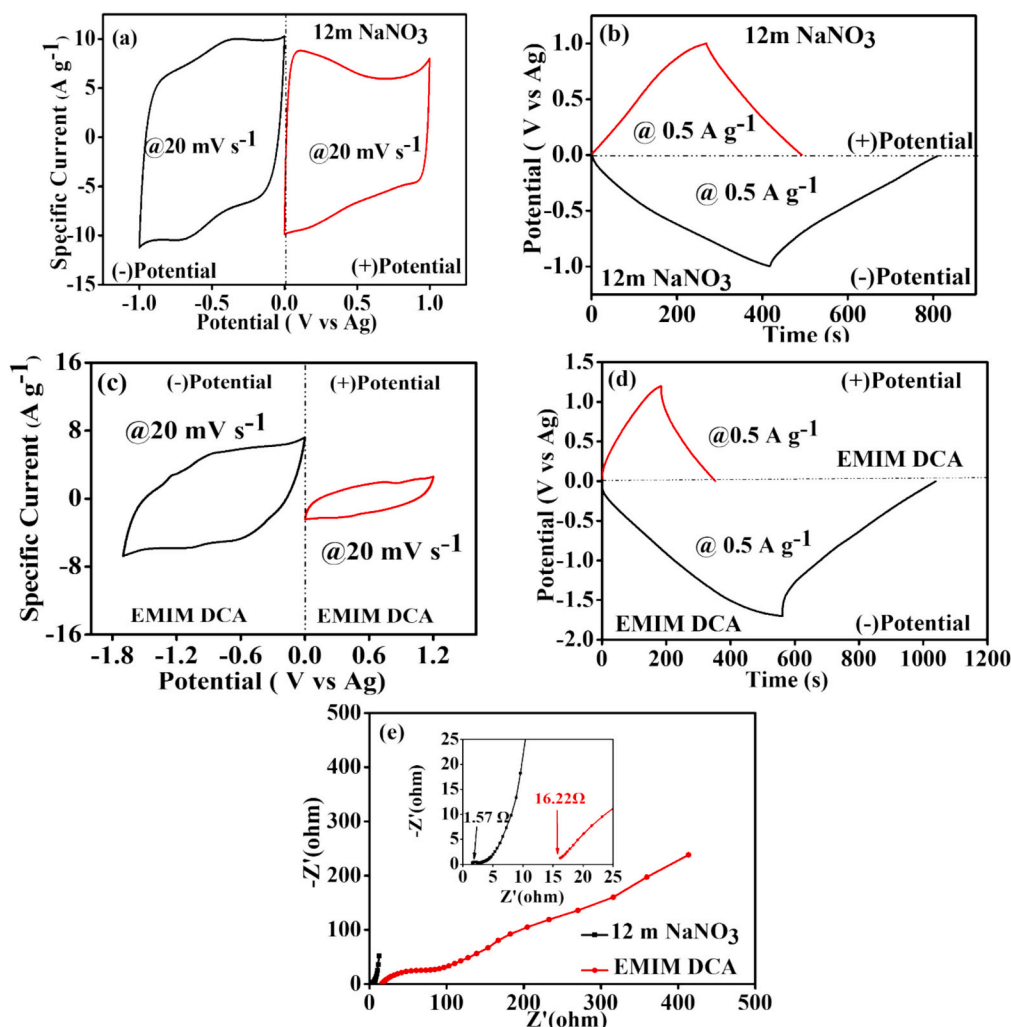 (a)
12m NaNO3
@20 mV s-1
@20 mV s-1
(-)Potential
(+)Potential
Specific Current (A g-1)
10
5
0
-5
-10
-15
-1.0
-0.5
0.0
0.5
1.0
Potential ( V vs Ag)
(b)
12m NaNO3
@ 0.5 A g-1
(+)Potential
@ 0.5 A g-1
12m NaNO3
(-)Potential
Potential ( V vs Ag)
1.0
0.5
0.0
-0.5
-1.0
0
200
400
600
800
Time (s)
(c)
(-)Potential
(+)Potential
@20 mV s-1
@20 mV s-1
EMIM DCA
EMIM DCA
Specific Current (A g-1)
16
8
0
-8
-16
-1.8
-1.2
-0.6
0.0
0.6
1.2
Potential ( V vs Ag)
(d)
(+)Potential
@0.5 A g-1
EMIM DCA
@ 0.5 A g-1
EMIM DCA
(-)Potential
Potential (V vs Ag)
1.0
0.0
-0.5
-1.0
-1.5
-2.0
0
200
400
600
800
1000
1200
Time (s)
(e)
-Z'(ohm)
500
400
300
200
100
0
0
100
200
300
400
500
Z'(ohm)
-Z'(ohm)
25
20
15
10
5
0
0
5
10
15
20
25
Z'(ohm)
1.57 Ω
16.22Ω
12 m NaNO3
EMIM DCA